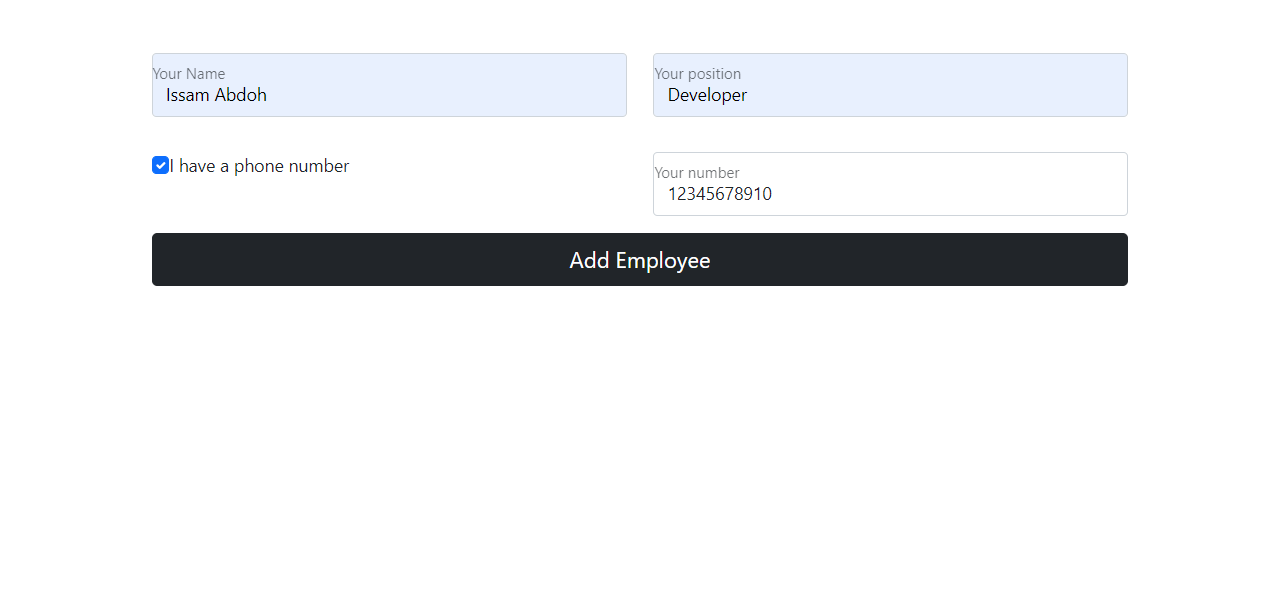 Your Name
Issam Abdoh
Your position
Developer
I have a phone number
Your number
12345678910
Add Employee